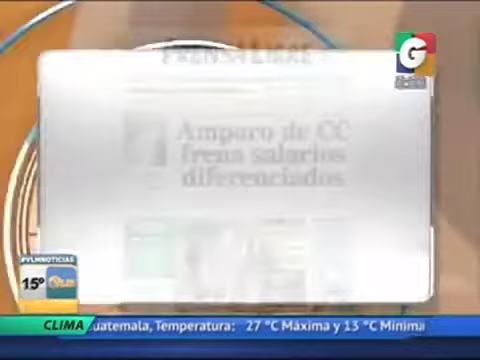 PRENSA LIBRE
G
Amparo de CC
frena salarios
diferenciados
#VLMNOTICIAS
15°
CLIMA
uatemala, Temperatura: 27 °C Máxima y 13 °C Mínima